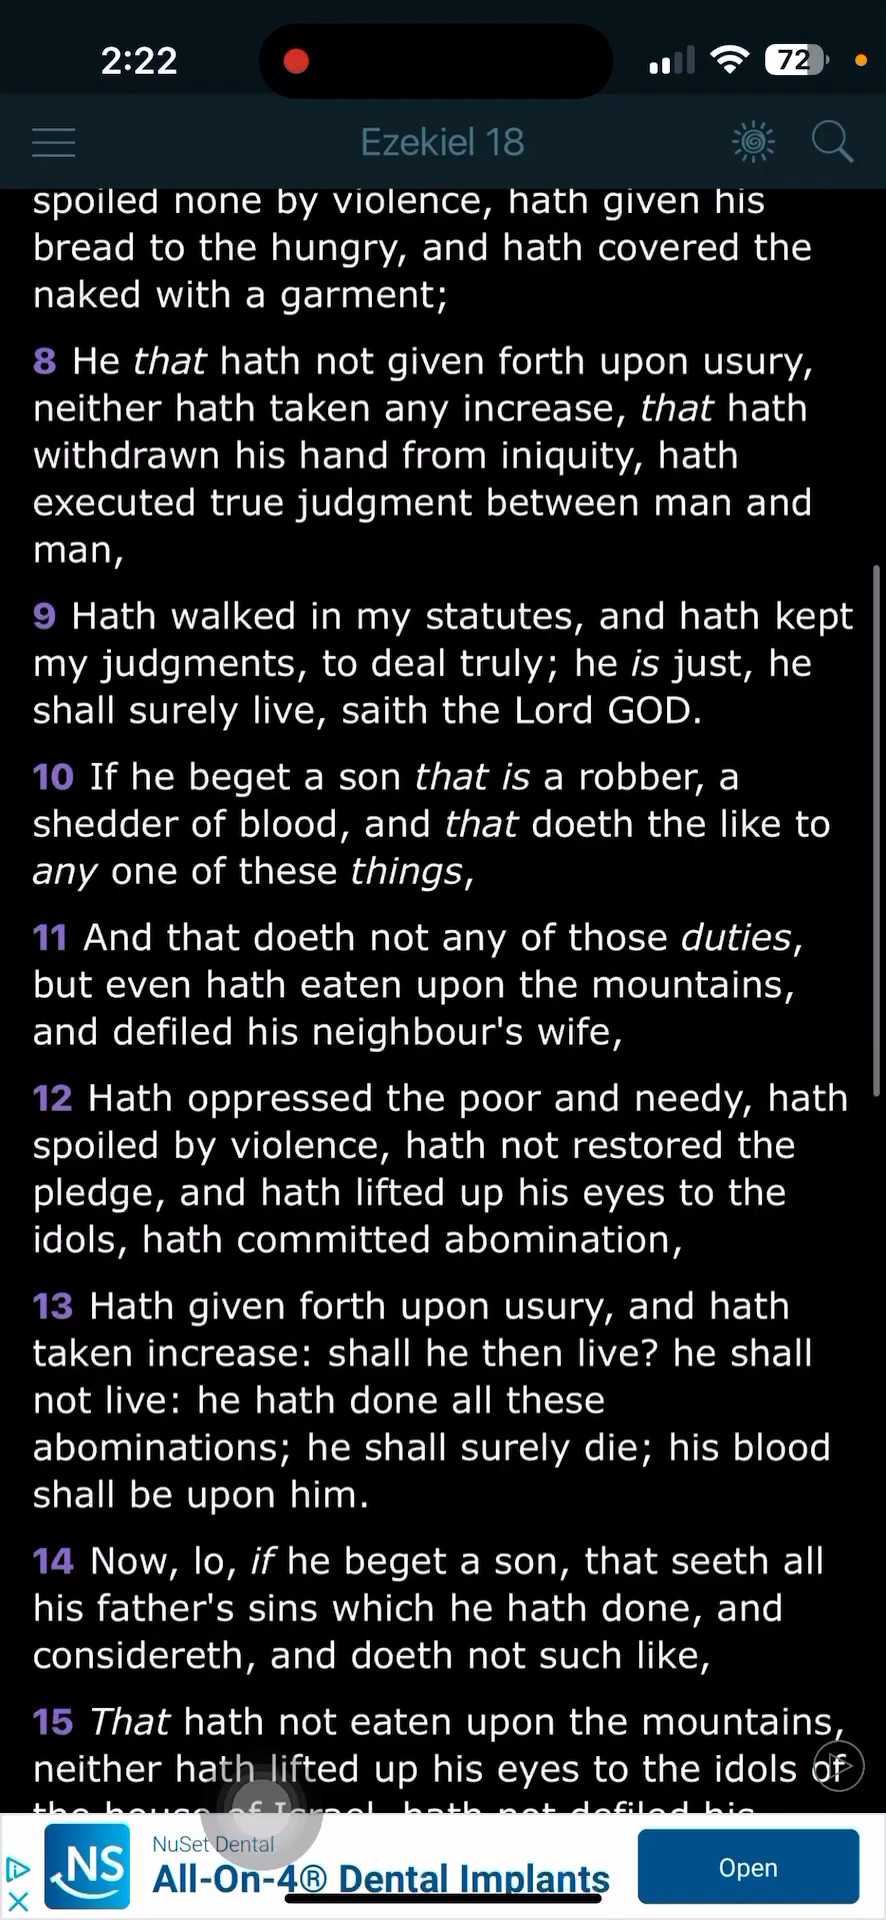 2:22
72
Ezekiel 18
spoiled none by violence, hath given his
bread to the hungry, and hath covered the
naked with a garment;
8 He that hath not given forth upon usury,
neither hath taken any increase, that hath
withdrawn his hand from iniquity, hath
executed true judgment between man and
man,
9 Hath walked in my statutes, and hath kept
my judgments, to deal truly; he is just, he
shall surely live, saith the Lord GOD.
10 If he beget a son that is a robber, a
shedder of blood, and that doeth the like to
any one of these things,
11 And that doeth not any of those duties,
but even hath eaten upon the mountains,
and defiled his neighbour's wife,
12 Hath oppressed the poor and needy, hath
spoiled by violence, hath not restored the
pledge, and hath lifted up his eyes to the
idols, hath committed abomination,
13 Hath given forth upon usury, and hath
taken increase: shall he then live? he shall
not live: he hath done all these
abominations; he shall surely die; his blood
shall be upon him.
14 Now, lo, if he beget a son, that seeth all
his father's sins which he hath done, and
considereth, and doeth not such like,
15 That hath not eaten upon the mountains,
neither hath lifted up his eyes to the idols of
the house of Israel, hath not defiled his
NS
NuSet Dental
All-On-4® Dental Implants
Open